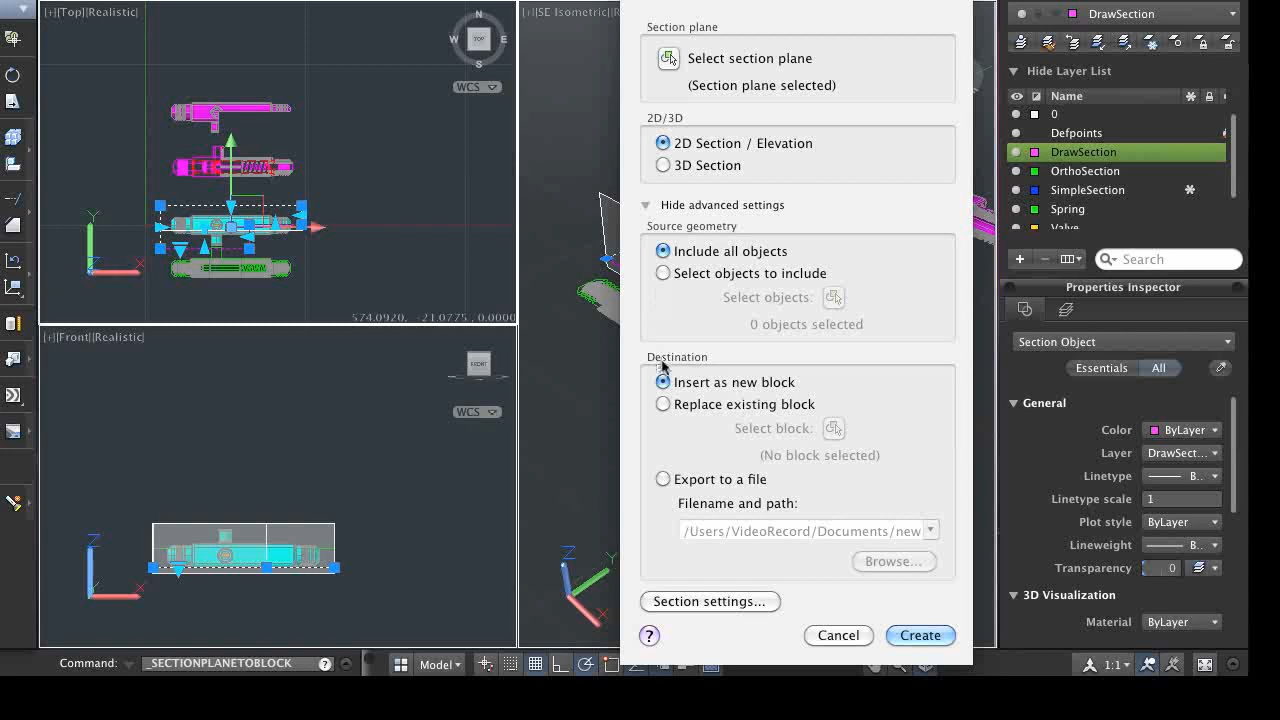 [+][Top][Realistic]
N
W
TOP
E
S
WCS
Y
X
574.0920, -21.0775, 0.0000
[+][Front][Realistic]
FRONT
WCS
Z
X
[+][SE Isometric][R
Z
Y
X
Section plane
Select section plane
(Section plane selected)
2D/3D
2D Section / Elevation
3D Section
Hide advanced settings
Source geometry
Include all objects
Select objects to include
Select objects:
0 objects selected
Destination
Insert as new block
Replace existing block
Select block:
(No block selected)
Export to a file
Filename and path:
/Users/VideoRecord/Documents/new
Browse...
Section settings...
?
Cancel
Create
DrawSection
Hide Layer List
Name
0
Defpoints
DrawSection
OrthoSection
SimpleSection
Spring
Valve
Search
Properties Inspector
Section Object
Essentials
All
General
Color ByLayer
Layer DrawSect...
Linetype B..
Linetype scale 1
Plot style ByLayer
Lineweight B..
Transparency 0
3D Visualization
Material ByLayer
Command: _SECTIONPLANETOBLOCK ?
Model
1:1